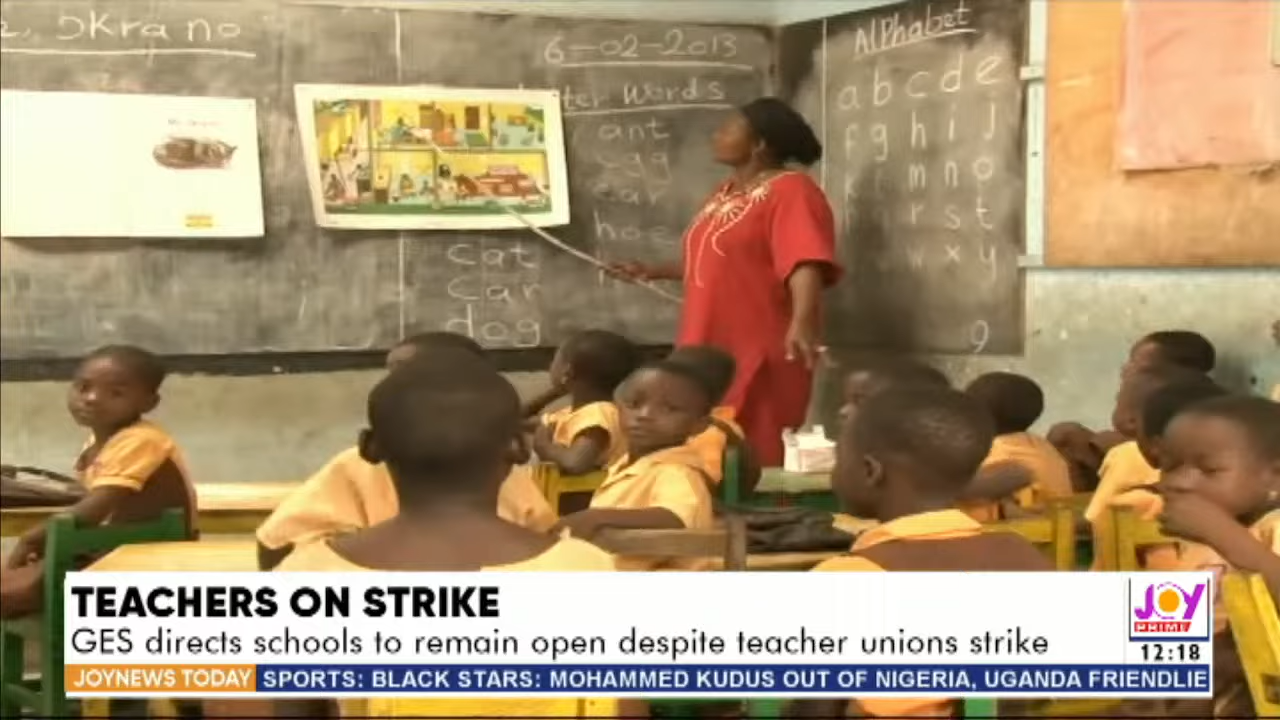 Skrano
6-02-2013
Words
ant
egg
ear
hoe
cat
car
dog
Alphabet
a b c d e
f g h i j
m n o
r s t
w x y
g
TEACHERS ON STRIKE
GES directs schools to remain open despite teacher unions strike
JOY
PRIME
12:18
JOYNEWS TODAY SPORTS: BLACK STARS: MOHAMMED KUDUS OUT OF NIGERIA, UGANDA FRIENDLIE